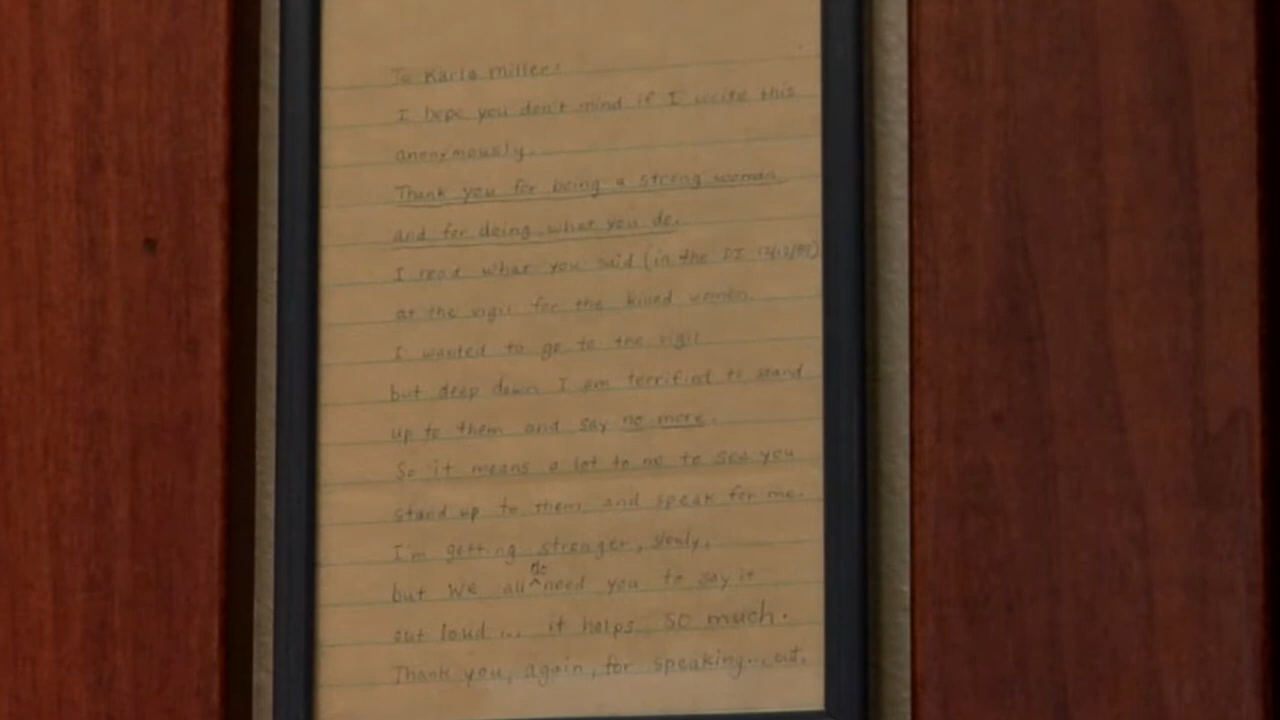 To Karla Miller:
I hope you don't mind if I write this
anonymously.
Thank you for being a strong woman
and for doing what you do.
I read what you said (in the DI
at the vigil for the killed women.
I wanted to go to the vigil
but deep down I am terrified to stand
up to them and say no more.
So it means a lot to me to see you
stand up to them and speak for me.
I'm getting stronger, slowly,
but we all do need you to say it
out loud... it helps SO much.
Thank you, again, for speaking... out.